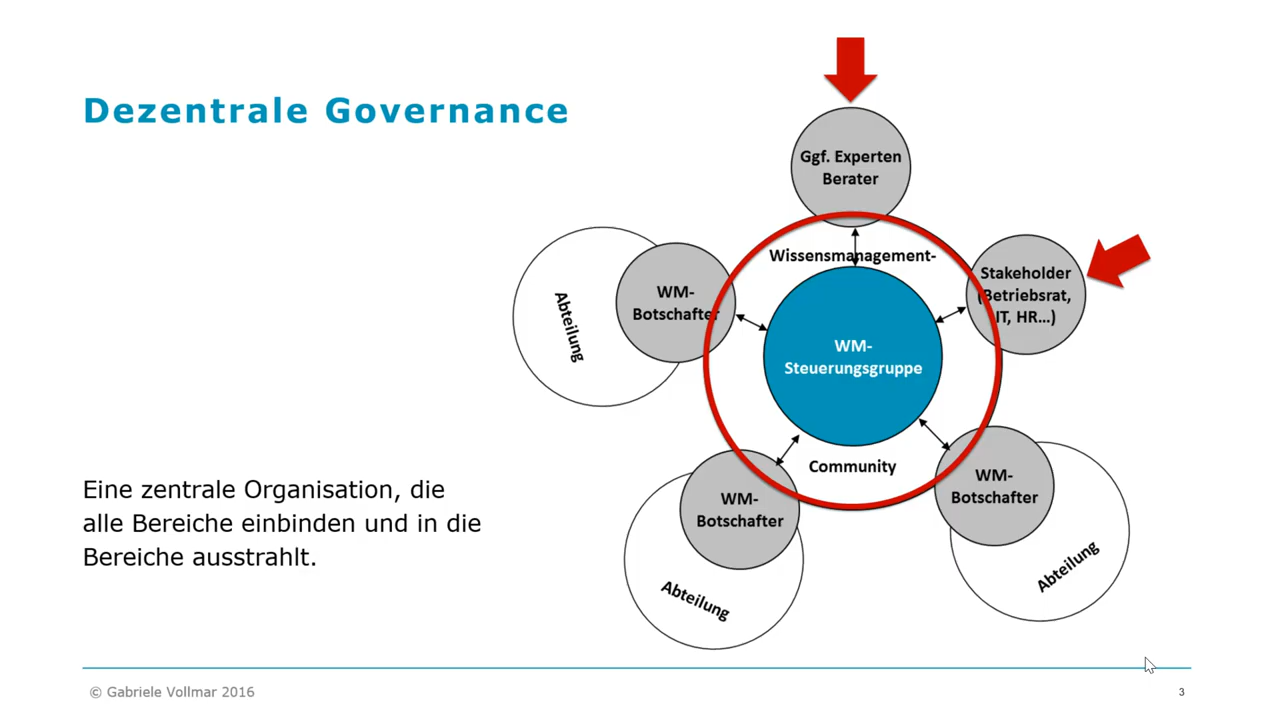 Dezentrale Governance
Ggf. Experten
Berater
Wissensmanagement-
Stakeholder
(Betriebsrat,
IT, HR...)
WM-
Botschafter
Abteilung
WM-
Steuerungsgruppe
Community
WM-
Botschafter
Abteilung
WM-
Botschafter
Abteilung
Eine zentrale Organisation, die
alle Bereiche einbinden und in die
Bereiche ausstrahlt.
© Gabriele Vollmar 2016
3